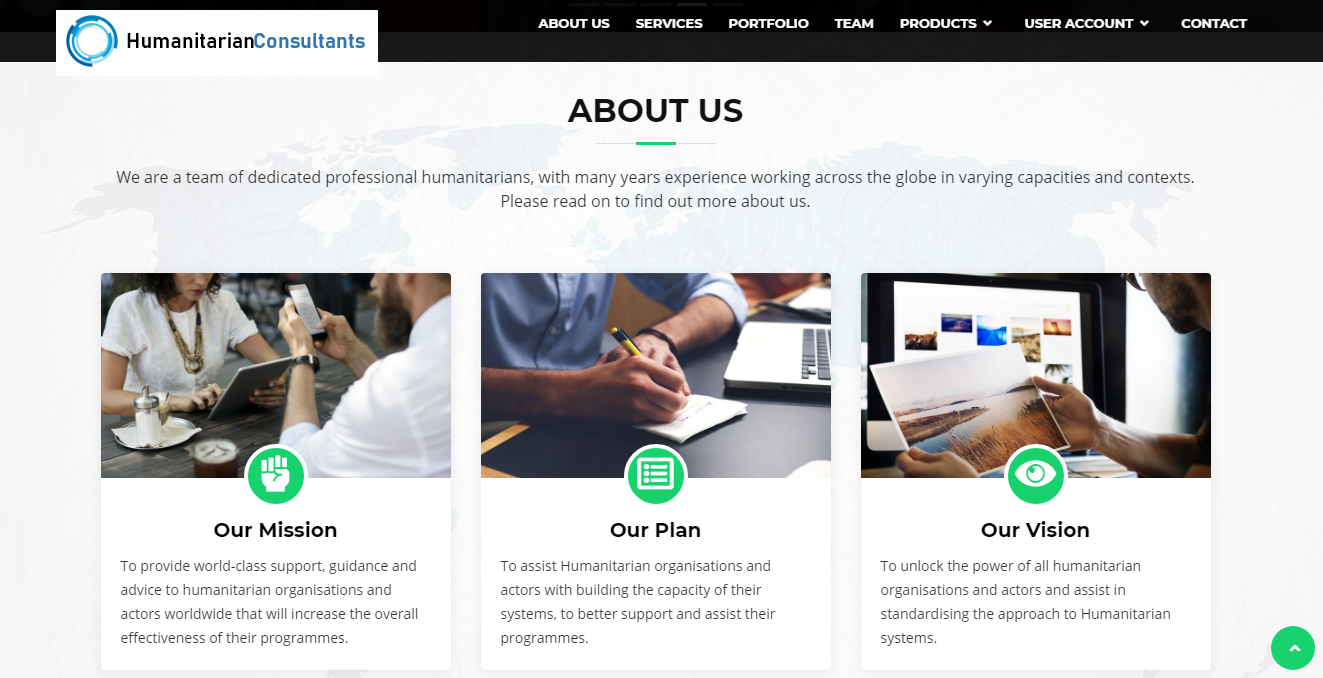 HumanitarianConsultants
ABOUT US SERVICES PORTFOLIO TEAM PRODUCTS USER ACCOUNT CONTACT
ABOUT US
We are a team of dedicated professional humanitarians, with many years experience working across the globe in varying capacities and contexts.
Please read on to find out more about us.
Our Mission
To provide world-class support, guidance and
advice to humanitarian organisations and
actors worldwide that will increase the overall
effectiveness of their programmes.
Our Plan
To assist Humanitarian organisations and
actors with building the capacity of their
systems, to better support and assist their
programmes.
Our Vision
To unlock the power of all humanitarian
organisations and actors and assist in
standardising the approach to Humanitarian
systems.